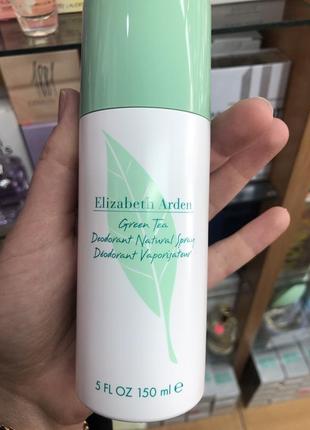 Elizabeth Arden
Green Tea
Deodorant Natural Spray
Déodorant Vaporisateur
5 FL OZ 150 ml ℮